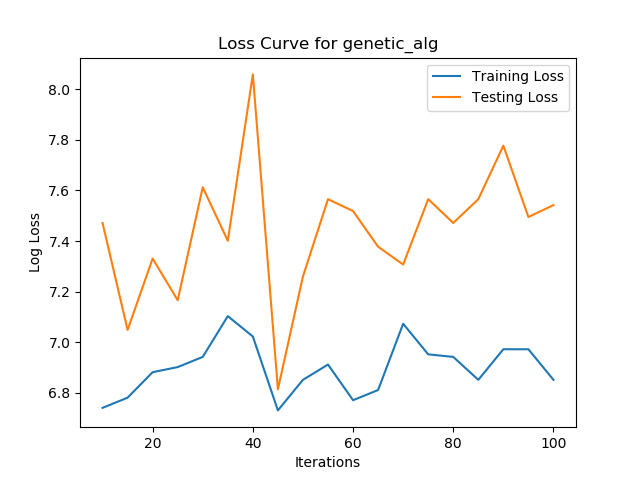 Loss Curve for genetic_alg
Training Loss
Testing Loss
8.0
7.8
7.6
7.4
7.2
7.0
6.8
Log Loss
20 40 60 80 100
Iterations